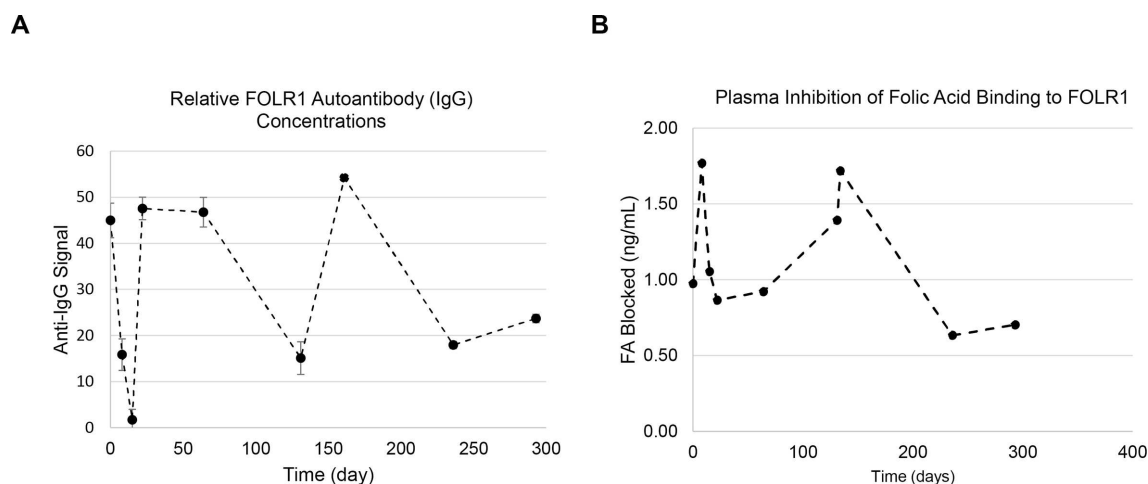 A
Relative FOLR1 Autoantibody (IgG)
Concentrations
60
50
40
30
20
10
0
Anti-IgG Signal
0 50 100 150 200 250 300
Time (day)
B
Plasma Inhibition of Folic Acid Binding to FOLR1
2.00
1.50
1.00
0.50
0.00
FA Blocked (ng/mL)
0 100 200 300 400
Time (days)